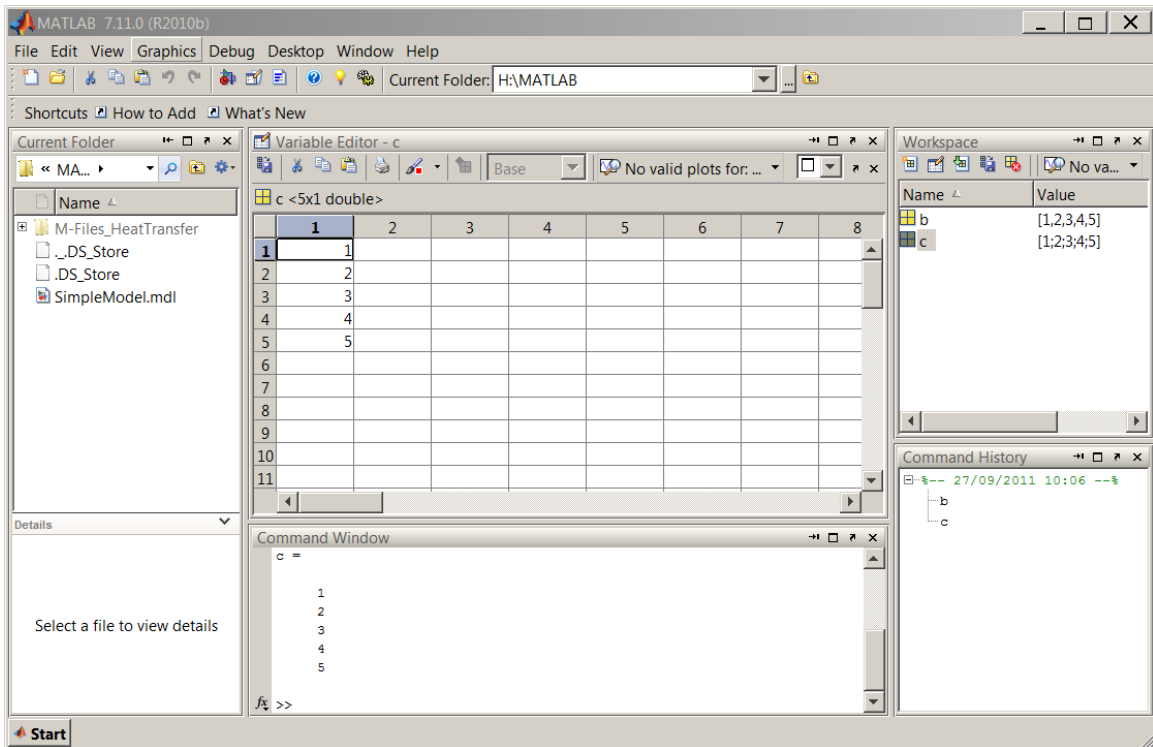 MATLAB 7.11.0 (R2010b)
File Edit View Graphics Debug Desktop Window Help
Current Folder: H:\MATLAB ...
Shortcuts How to Add What's New
Current Folder
« MA...
Name
M-Files_HeatTransfer
._.DS_Store
.DS_Store
SimpleModel.mdl
Details
Select a file to view details
Variable Editor - c
Base No valid plots for: ...
c <5x1 double>
1 2 3 4 5 6 7 8
1 1
2 2
3 3
4 4
5 5
6
7
8
9
10
11
Command Window
c =
1
2
3
4
5
fx >>
Workspace
No va...
Name Value
b [1,2,3,4,5]
c [1;2;3;4;5]
Command History
%-- 27/09/2011 10:06 --%
b
c
Start